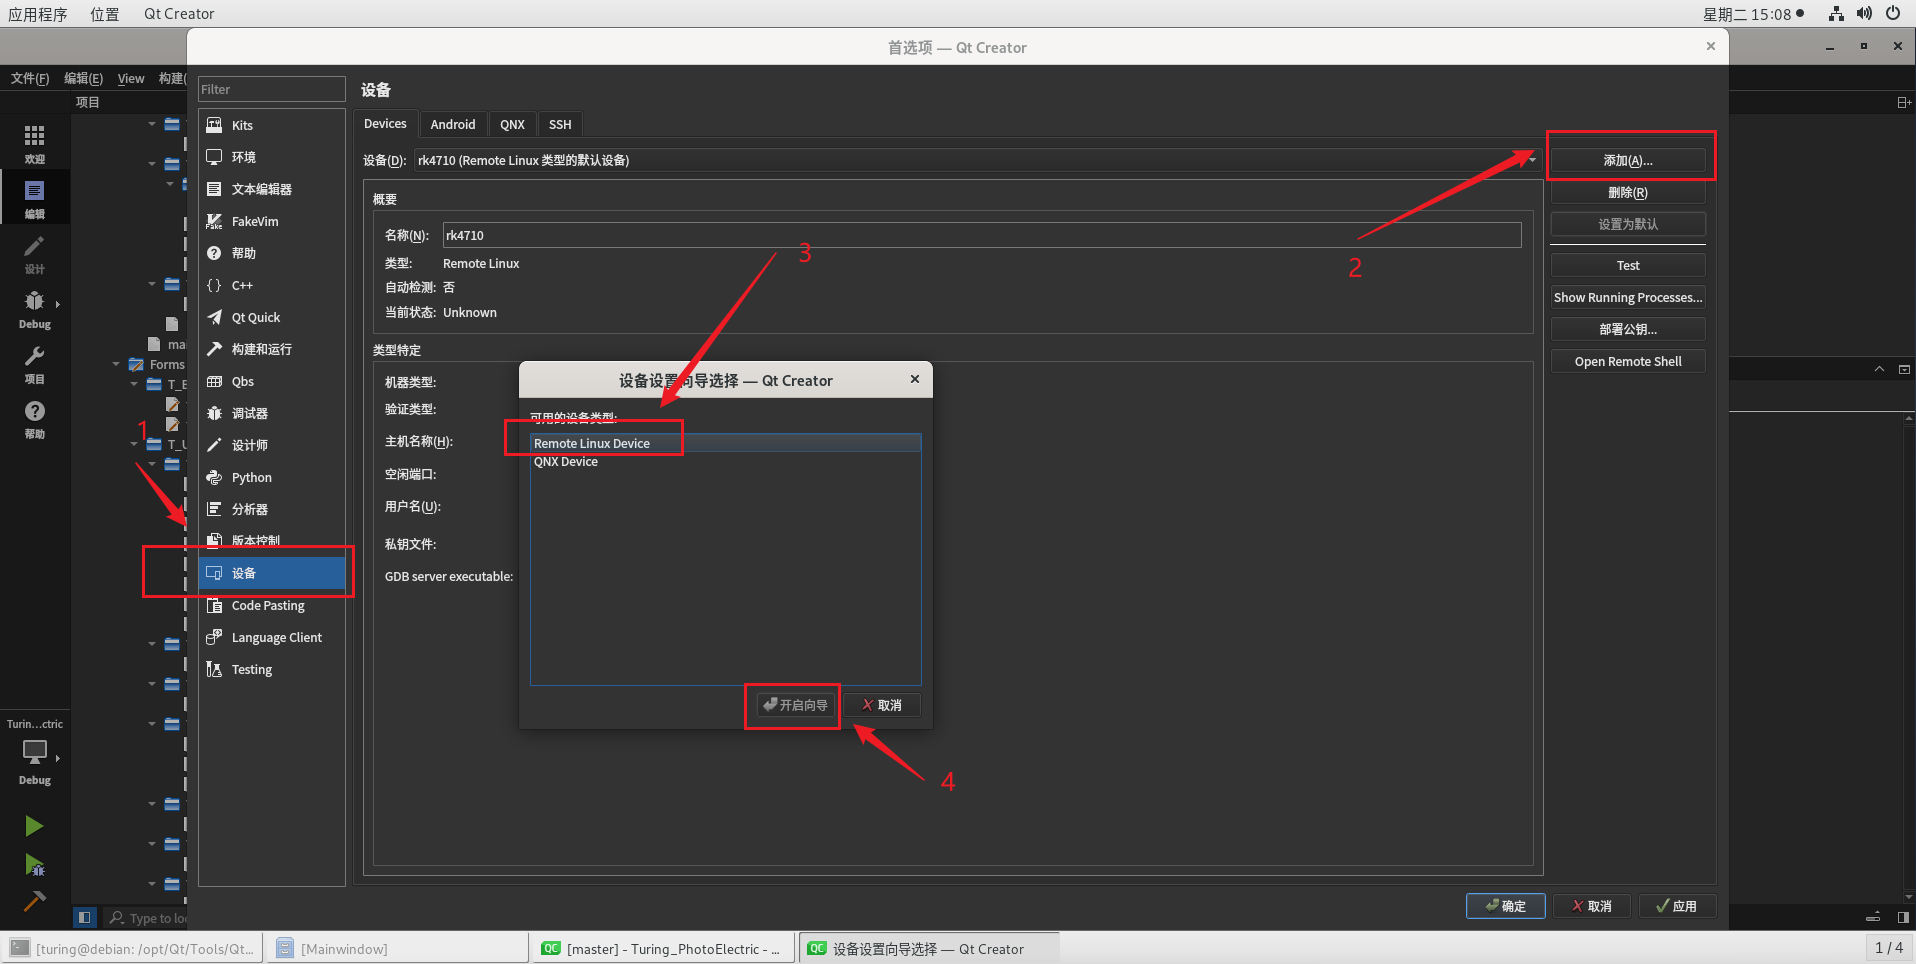 应用程序 位置 Qt Creator 星期二 15:08
首选项 — Qt Creator
文件(F) 编辑(E) View 构建(
项目
欢迎
编辑
设计
Debug
项目
帮助
ma
Forms
T_E
T_U
Turin...ctric
Debug
Type to loc
Filter
Kits
环境
文本编辑器
FakeVim
帮助
C++
Qt Quick
构建和运行
Qbs
调试器
设计师
Python
分析器
版本控制
设备
Code Pasting
Language Client
Testing
设备
Devices Android QNX SSH
设备(D): rk4710 (Remote Linux 类型的默认设备)
概要
名称(N): rk4710
类型: Remote Linux
自动检测: 否
当前状态: Unknown
类型特定
机器类型:
验证类型:
主机名称(H):
空闲端口:
用户名(U):
私钥文件:
GDB server executable:
添加(A)...
删除(R)
设置为默认
Test
Show Running Processes...
部署公钥...
Open Remote Shell
设备设置向导选择 — Qt Creator
可用的设备类型:
Remote Linux Device
QNX Device
开启向导 取消
1
2
3
4
确定 取消 应用
[turing@debian: /opt/Qt/Tools/Qt... [Mainwindow] QC [master] - Turing_PhotoElectric - ... QC 设备设置向导选择 — Qt Creator 1 / 4